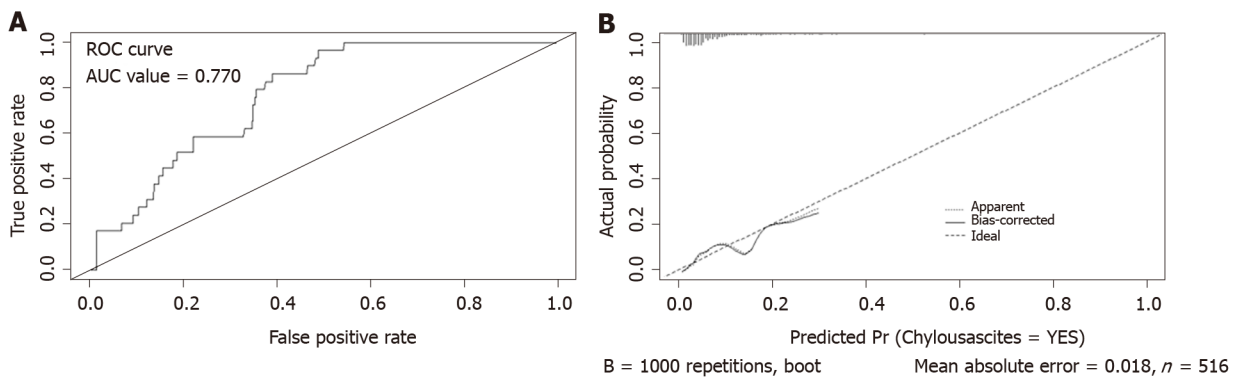 A
ROC curve
AUC value = 0.770
True positive rate
1.0
0.8
0.6
0.4
0.2
0.0
0.0 0.2 0.4 0.6 0.8 1.0
False positive rate
B
Actual probability
1.0
0.8
0.6
0.4
0.2
0.0
Apparent
Bias-corrected
Ideal
0.0 0.2 0.4 0.6 0.8 1.0
Predicted Pr (Chylousascites = YES)
B = 1000 repetitions, boot Mean absolute error = 0.018, n = 516